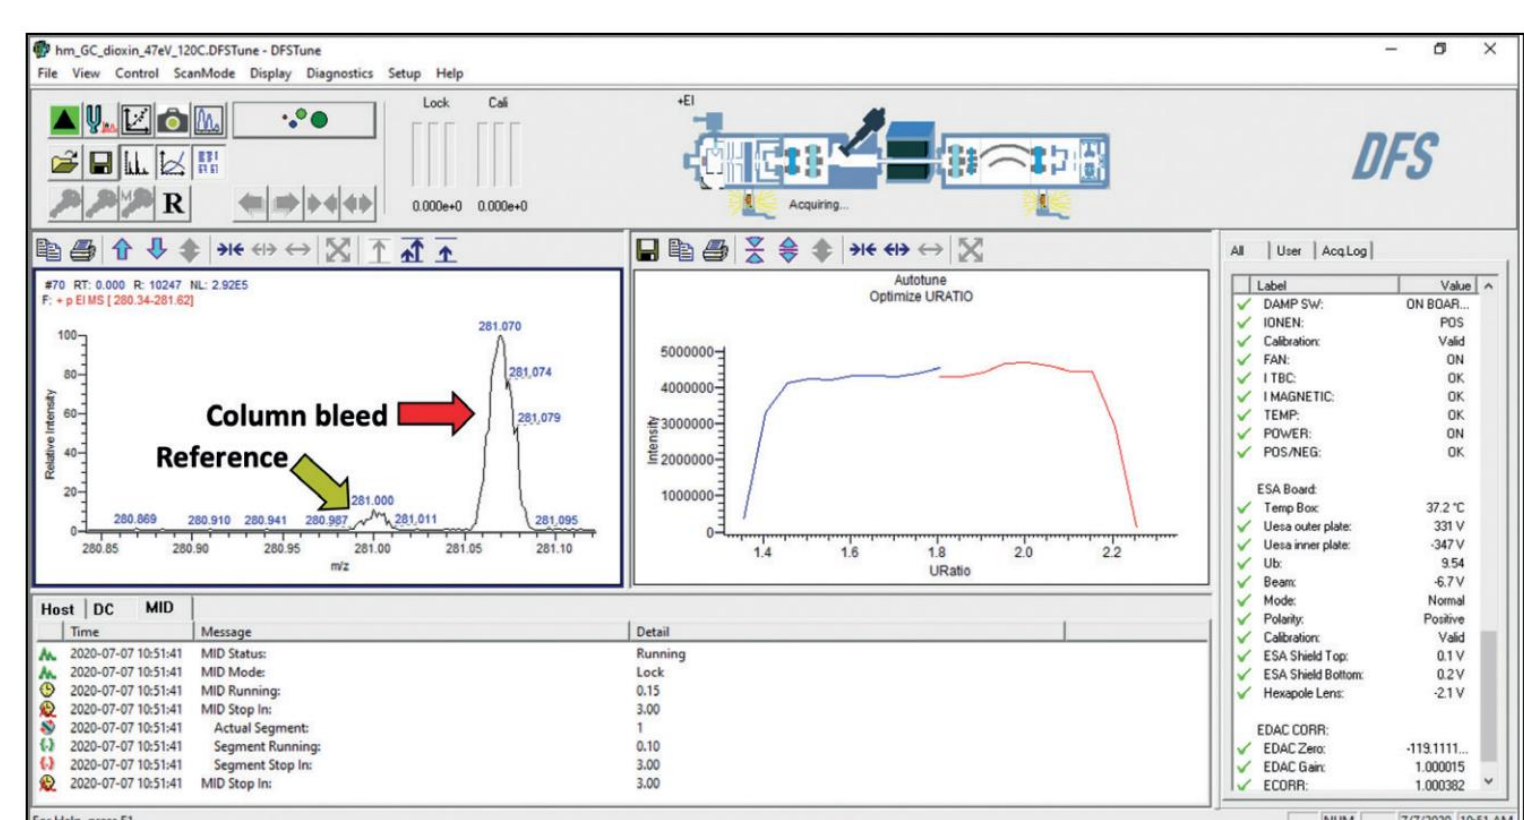 hm_GC_dioxin_47eV_120C.DFSTune - DFSTune
File View Control ScanMode Display Diagnostics Setup Help
Lock Cali
R
0.000e+0 0.000e+0
+EI
Acquiring...
DFS
#70 RT: 0.000 R: 10247 NL: 2.92E5
F: + p EI MS [ 280.34-281.62]
281.070
281.074
281.079
Column bleed
Reference
281.000
280.869 280.910 280.941 280.987 281.011 281.095
Relative Intensity
100
80
60
40
20
0
280.85 280.90 280.95 281.00 281.05 281.10
m/z
Autotune
Optimize URATIO
Intensity
5000000
4000000
3000000
2000000
1000000
0
1.4 1.6 1.8 2.0 2.2
URatio
All User Acq.Log
Label Value
DAMP SW: ON BOAR...
IONEN: POS
Calibration: Valid
FAN: ON
I TBC: OK
I MAGNETIC: OK
TEMP: OK
POWER: ON
POS/NEG: OK
ESA Board:
Temp Box: 37.2 °C
Uesa outer plate: 331 V
Uesa inner plate: -347 V
Ub: 9.54
Beam: -6.7 V
Mode: Normal
Polarity: Positive
Calibration: Valid
ESA Shield Top: 0.1 V
ESA Shield Bottom: 0.2 V
Hexapole Lens: -2.1 V
EDAC CORR:
EDAC Zero: -119.1111...
EDAC Gain: 1.000015
ECORR: 1.000382
Host DC MID
Time Message Detail
2020-07-07 10:51:41 MID Status: Running
2020-07-07 10:51:41 MID Mode: Lock
2020-07-07 10:51:41 MID Running: 0.15
2020-07-07 10:51:41 MID Stop In: 3.00
2020-07-07 10:51:41 Actual Segment: 1
2020-07-07 10:51:41 Segment Running: 0.10
2020-07-07 10:51:41 Segment Stop In: 3.00
2020-07-07 10:51:41 MID Stop In: 3.00
For Help, press F1
NUM 7/7/2020 10:51 AM